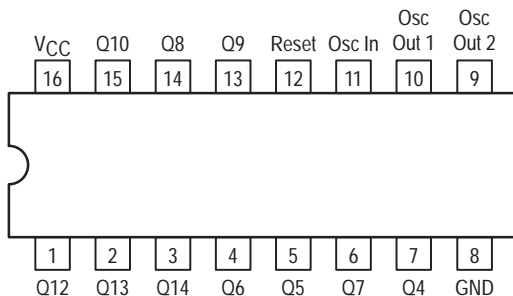 Osc Osc
VCC Q10 Q8 Q9 Reset Osc In Out 1 Out 2
16 15 14 13 12 11 10 9
1 2 3 4 5 6 7 8
Q12 Q13 Q14 Q6 Q5 Q7 Q4 GND